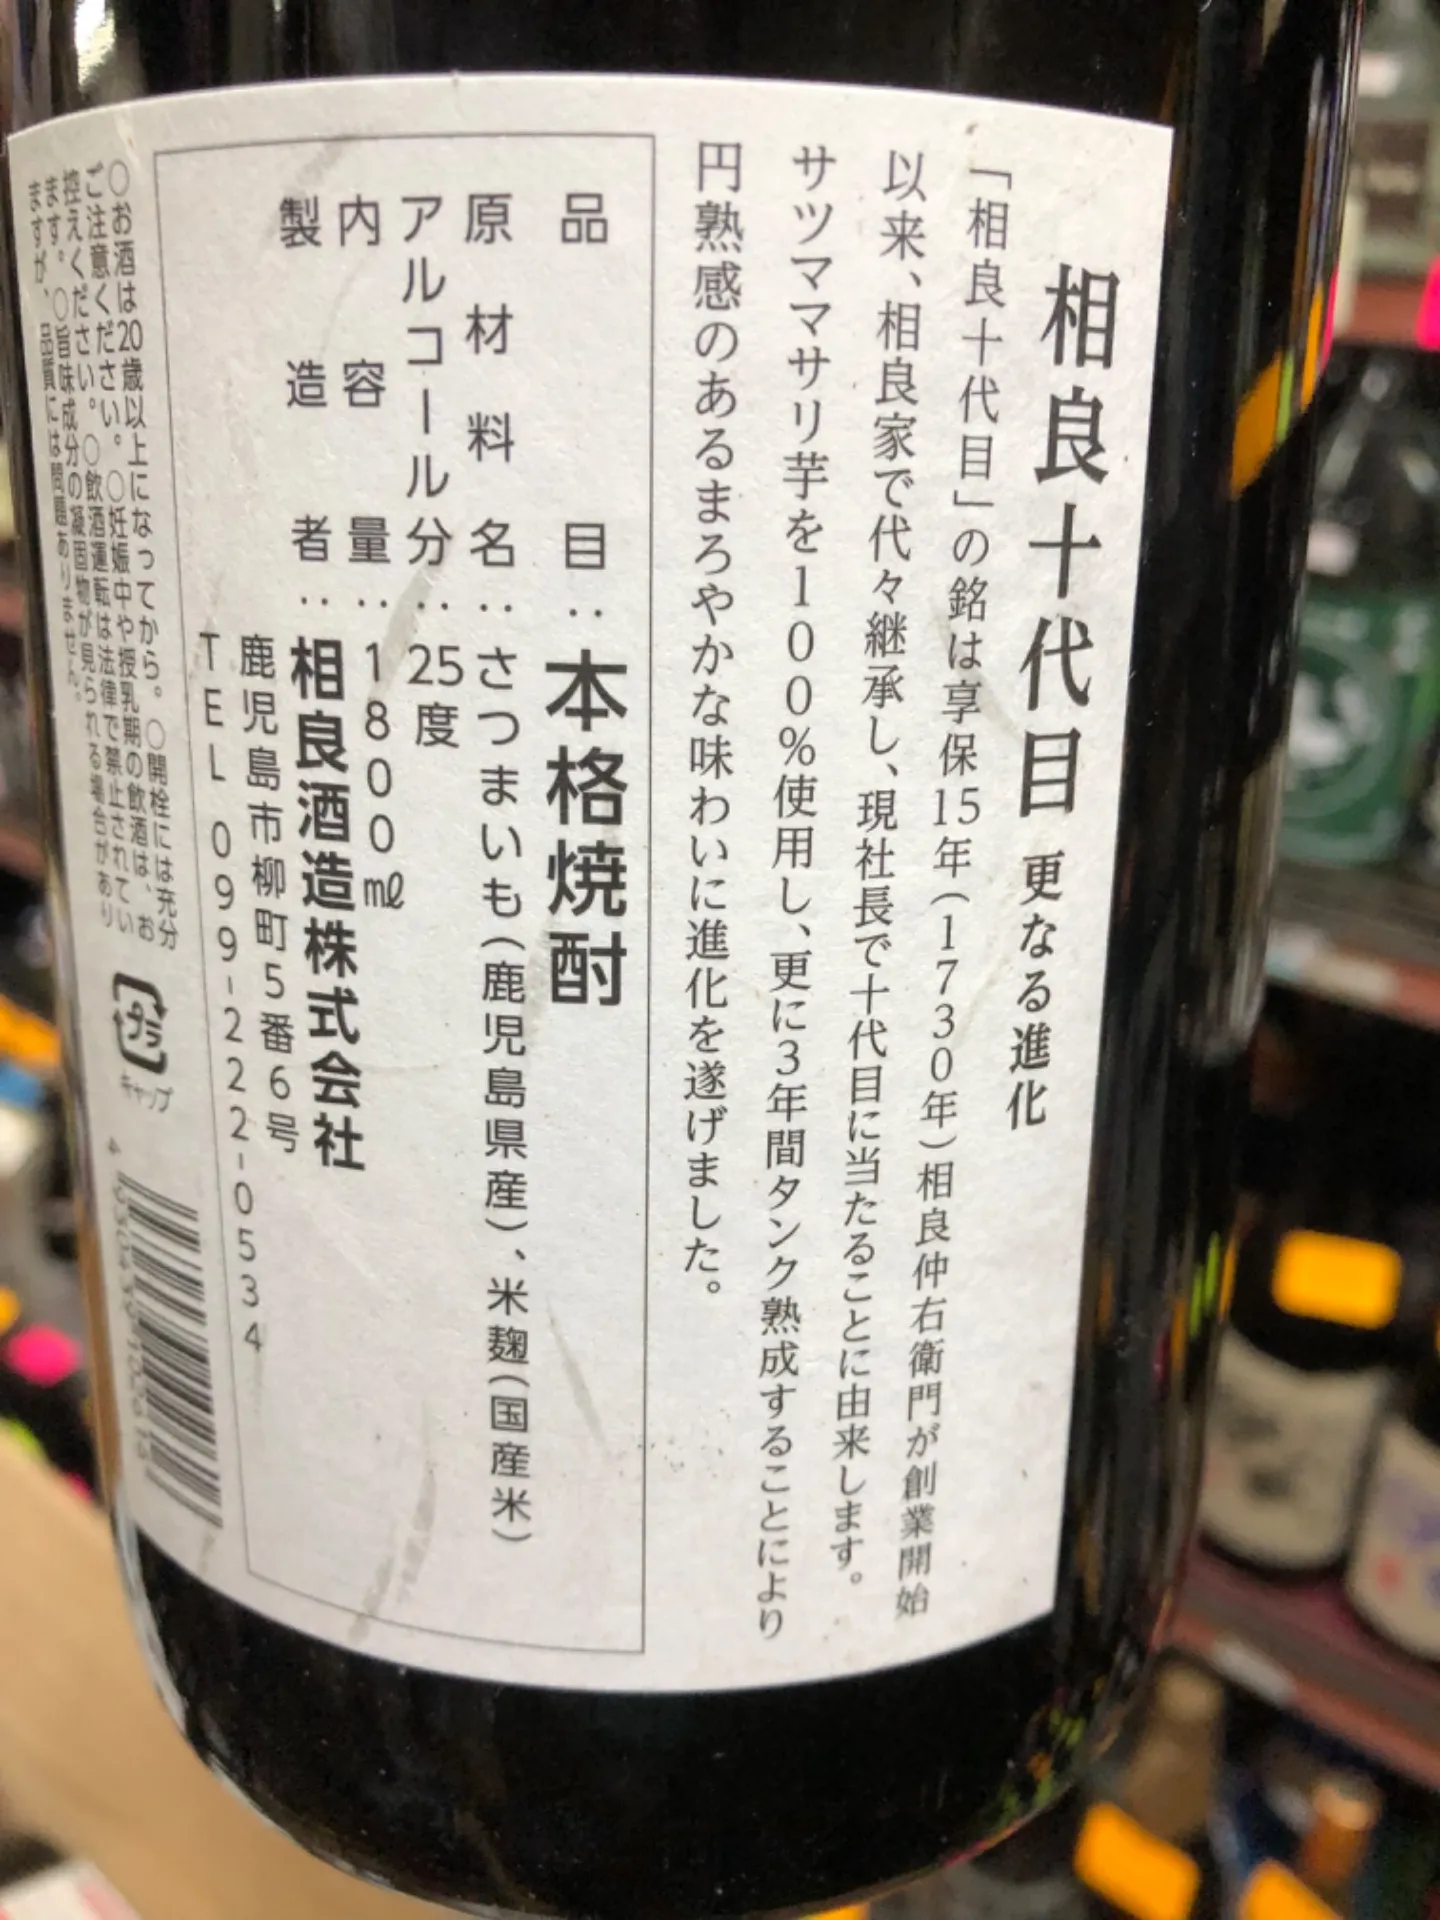 相良十代目 更なる進化
「相良十代目」の銘は享保15年（1730年）相良仲右衛門が創業開始
以来、相良家で代々継承し、現社長で十代目に当たることに由来します。
サツママサリ芋を100％使用し、更に3年間タンク熟成することにより
円熟感のあるまろやかな味わいに進化を遂げました。
品目：本格焼酎
原材料名：さつまいも（鹿児島県産）、米麹（国産米）
アルコール分：25度
内容量：1800㎖
製造者：相良酒造株式会社
鹿児島市柳町5番6号
TEL 099-222-0534
○お酒は20歳以上になってから。○開栓には充分
ご注意ください。○妊娠中や授乳期の飲酒は、お
控えください。○飲酒運転は法律で禁止されてい
ます。○旨味成分の凝固物が見られる場合があり
ますが、品質には問題ありません。
キャップ